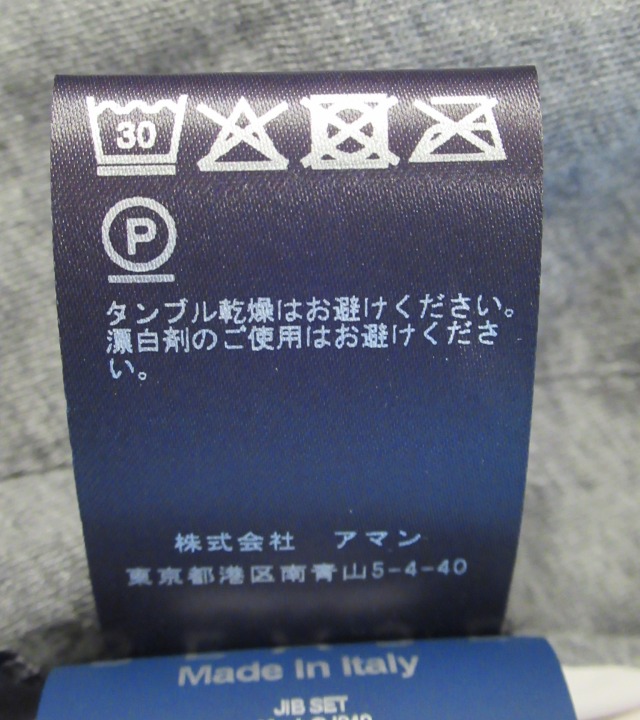 30
P
タンブル乾燥はお避けください。
漂白剤のご使用はお避けくださ
い。
株式会社 アマン
東京都港区南青山5-4-40
Made in Italy
JIB SET